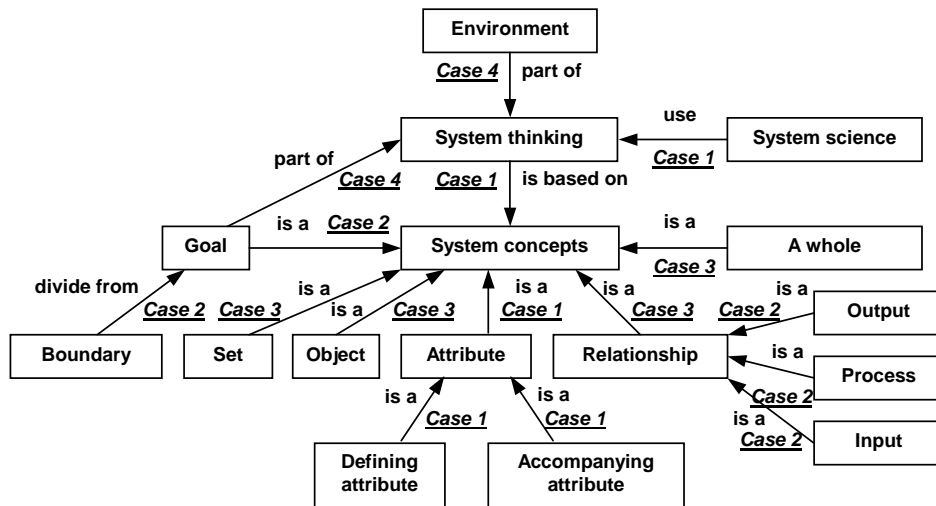 Environment
Case 4 part of
use
System thinking
System science
part of
Case 4
Case 1 is based on
Case 1
is a Case 2
is a
Goal
System concepts
A whole
Case 3
divide from
Case 2
Case 3 is a
is a
Case 3
is a
Case 1
is a
Case 3
Case 2 is a
Output
Boundary
Set
Object
Attribute
Relationship
is a
Process
Case 2
is a
Case 1
is a
Case 1
is a
Case 2
Input
Defining
attribute
Accompanying
attribute